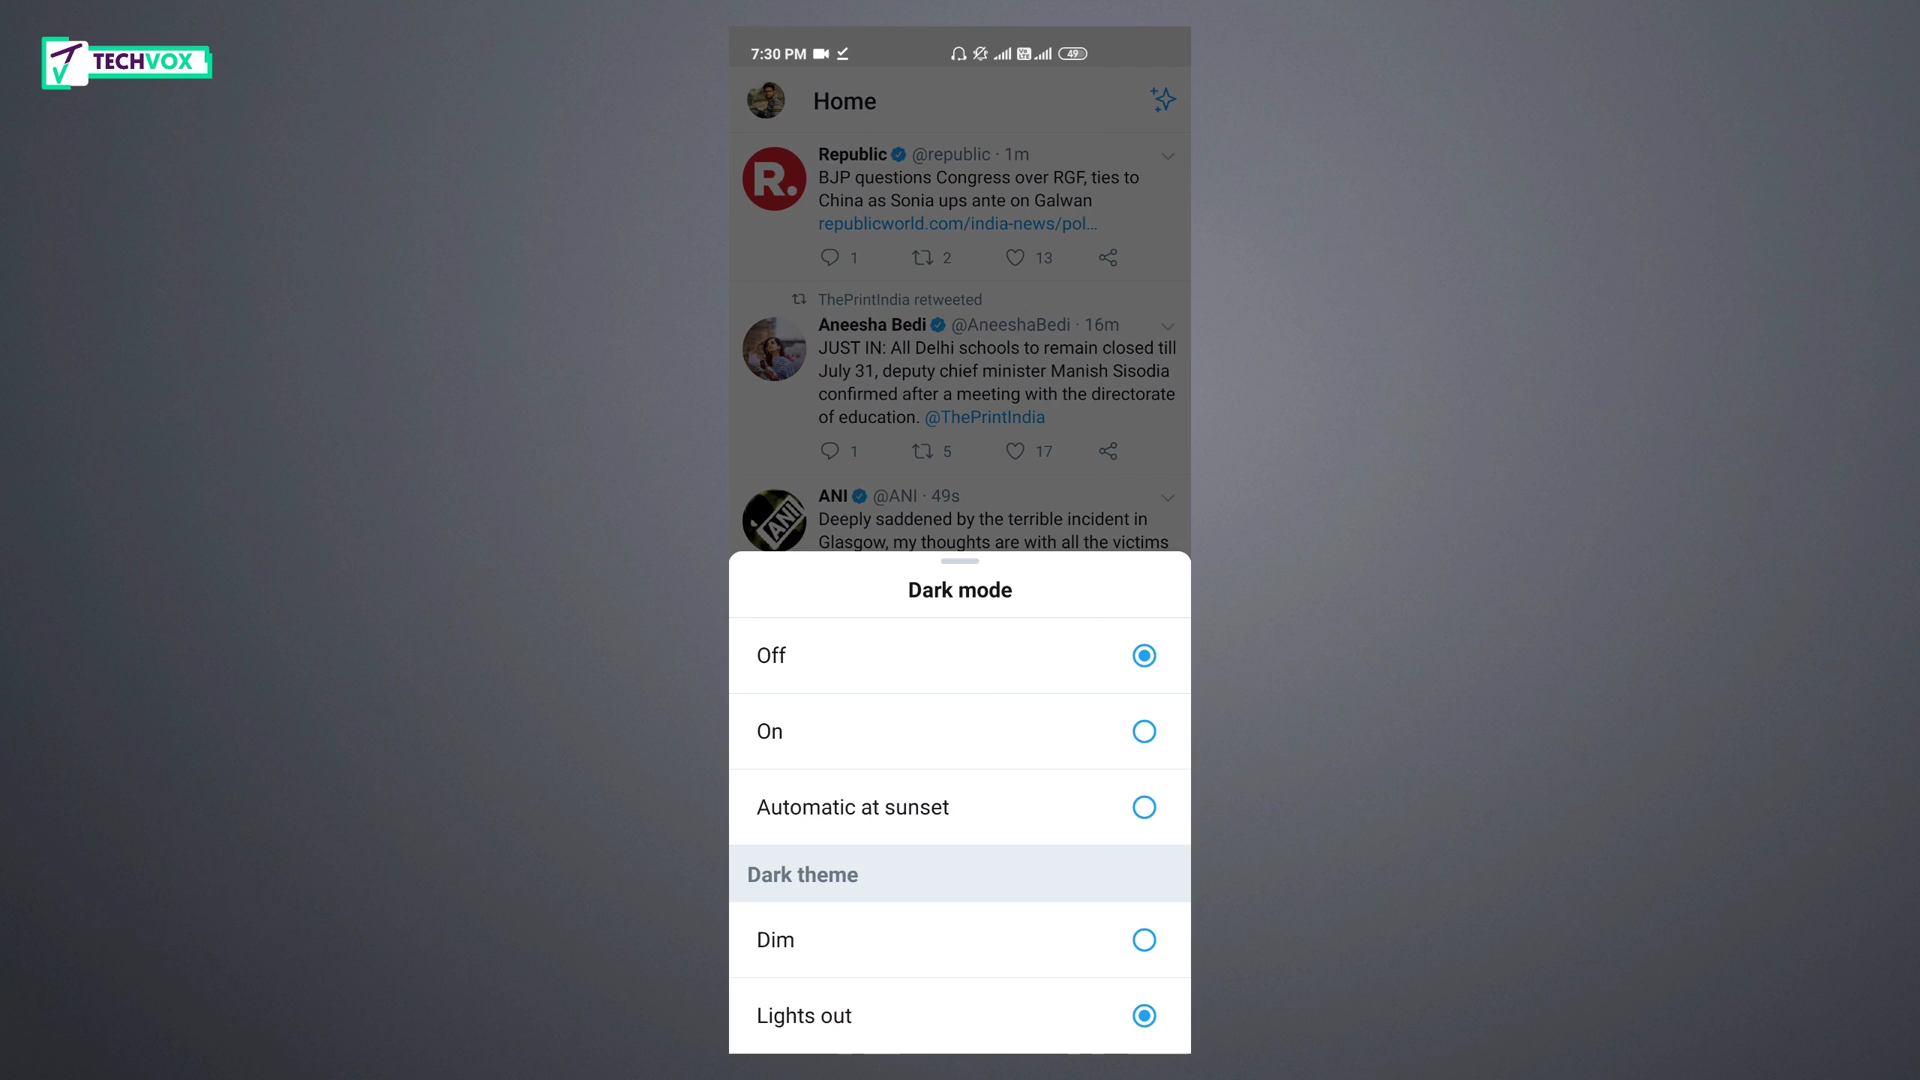 TECHVOX
7:30 PM
49
Home
Republic @republic · 1m
BJP questions Congress over RGF, ties to
China as Sonia ups ante on Galwan
republicworld.com/india-news/pol...
1 2 13
ThePrintIndia retweeted
Aneesha Bedi @AneeshaBedi · 16m
JUST IN: All Delhi schools to remain closed till
July 31, deputy chief minister Manish Sisodia
confirmed after a meeting with the directorate
of education. @ThePrintIndia
1 5 17
ANI
ANI @ANI · 49s
Deeply saddened by the terrible incident in
Glasgow, my thoughts are with all the victims
Dark mode
Off
On
Automatic at sunset
Dark theme
Dim
Lights out